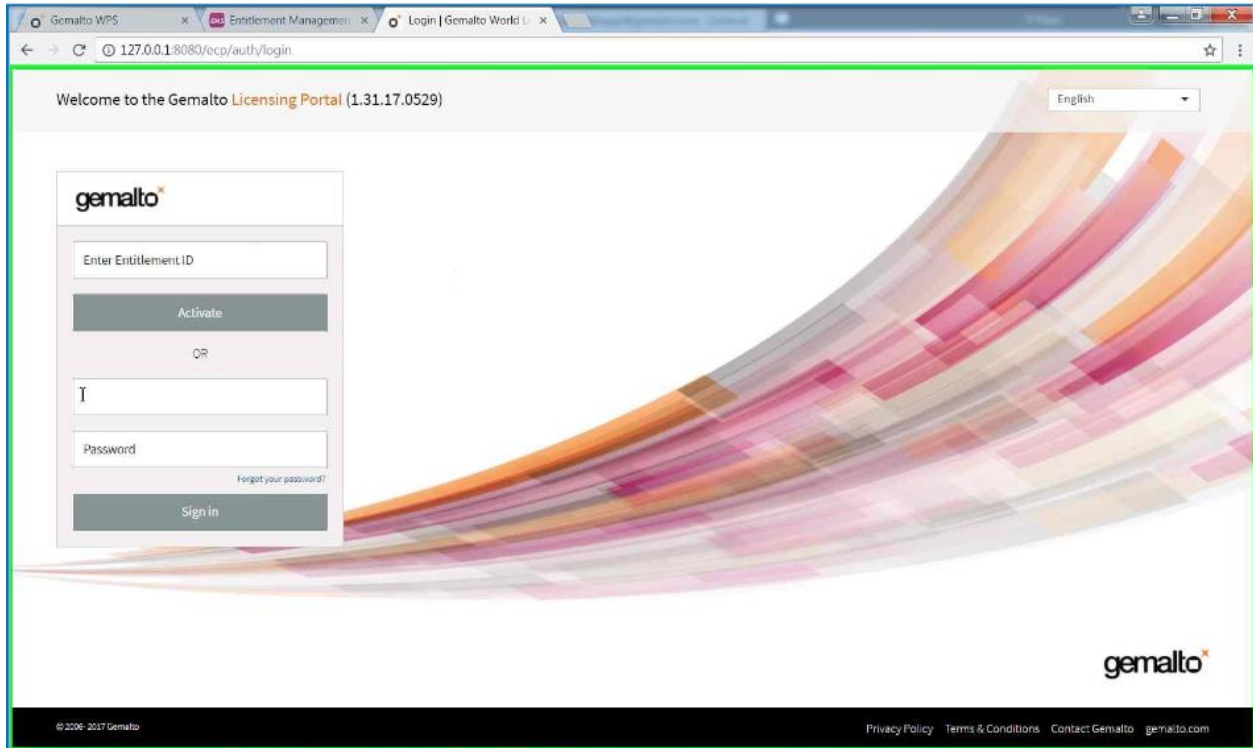 Gemalto WPS
Entitlement Managemen
Login | Gemalto World L
127.0.0.1:8080/ecp/auth/login
Welcome to the Gemalto Licensing Portal (1.31.17.0529)
English
gemalto
Enter Entitlement ID
Activate
OR
Password
Forgot your password?
Sign in
gemalto
© 2006-2017 Gemalto
Privacy Policy Terms & Conditions Contact Gemalto gemalto.com